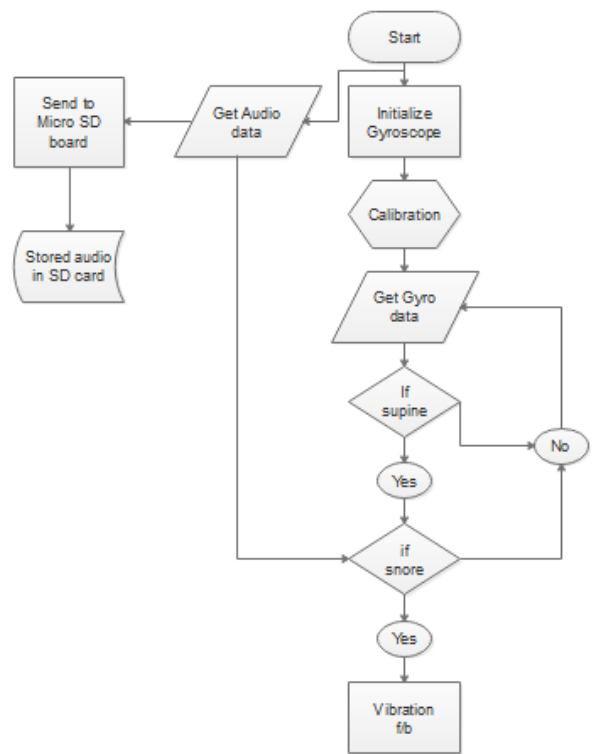 Start
Send to
Micro SD
board
Get Audio
data
Initialize
Gyroscope
Calibration
Stored audio
in SD card
Get Gyro
data
If
supine
No
Yes
if
snore
Yes
Vibration
f/b